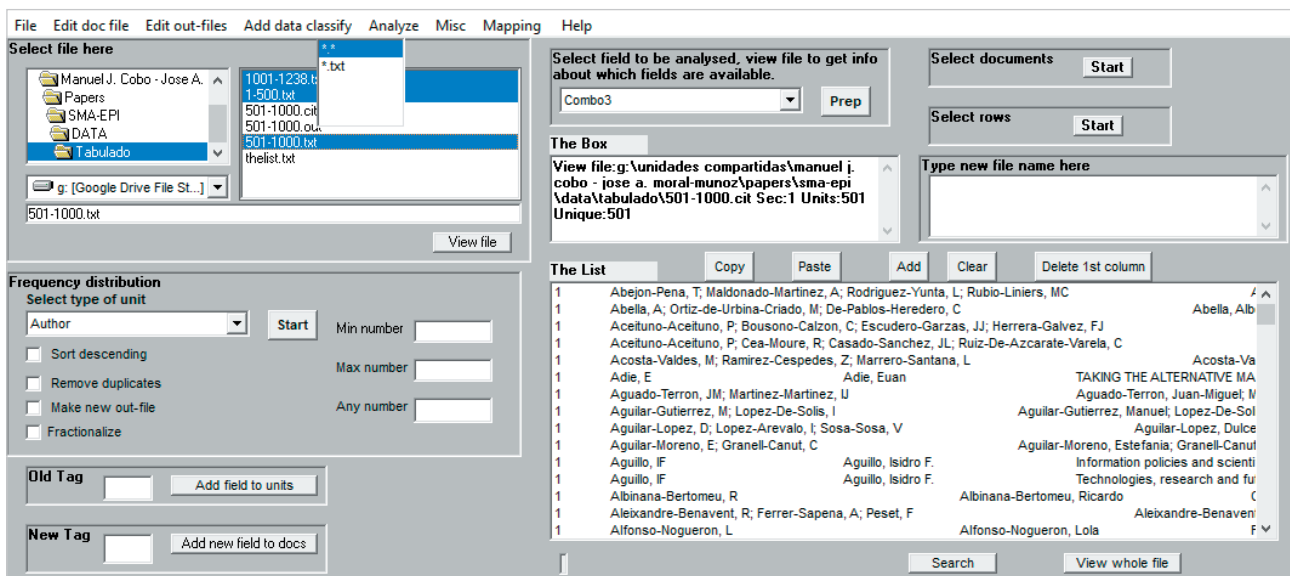 File Edit doc file Edit out-files Add data classify Analyze Misc Mapping Help
Select file here
Manuel J. Cobo - Jose A.
Papers
SMA-EPI
DATA
Tabulado
g: [Google Drive File St...]
*.*
*.txt
1001-1238.t
1-500.txt
501-1000.cit
501-1000.out
501-1000.txt
thelist.txt
501-1000.txt
View file
Frequency distribution
Select type of unit
Author
Start
Sort descending
Remove duplicates
Make new out-file
Fractionalize
Min number
Max number
Any number
Old Tag
Add field to units
New Tag
Add new field to docs
Select field to be analysed, view file to get info
about which fields are available.
Combo3
Prep
Select documents
Start
Select rows
Start
The Box
View file:g:\unidades compartidas\manuel j.
cobo - jose a. moral-munoz\papers\sma-epi
\data\tabulado\501-1000.cit Sec:1 Units:501
Unique:501
Type new file name here
The List
Copy Paste Add Clear Delete 1st column
1 Abejon-Pena, T; Maldonado-Martinez, A; Rodriguez-Yunta, L; Rubio-Liniers, MC
1 Abella, A; Ortiz-de-Urbina-Criado, M; De-Pablos-Heredero, C Abella, Alb
1 Aceituno-Aceituno, P; Bousono-Calzon, C; Escudero-Garzas, JJ; Herrera-Galvez, FJ
1 Aceituno-Aceituno, P; Cea-Moure, R; Casado-Sanchez, JL; Ruiz-De-Azcarate-Varela, C
1 Acosta-Valdes, M; Ramirez-Cespedes, Z; Marrero-Santana, L Acosta-Va
1 Adie, E Adie, Euan TAKING THE ALTERNATIVE MA
1 Aguado-Terron, JM; Martinez-Martinez, IJ Aguado-Terron, Juan-Miguel; M
1 Aguilar-Gutierrez, M; Lopez-De-Solis, I Aguilar-Gutierrez, Manuel; Lopez-De-Sol
1 Aguilar-Lopez, D; Lopez-Arevalo, I; Sosa-Sosa, V Aguilar-Lopez, Dulce
1 Aguilar-Moreno, E; Granell-Canut, C Aguilar-Moreno, Estefania; Granell-Canut
1 Aguillo, IF Aguillo, Isidro F. Information policies and scienti
1 Aguillo, IF Aguillo, Isidro F. Technologies, research and fu
1 Albinana-Bertomeu, R Albinana-Bertomeu, Ricardo
1 Aleixandre-Benavent, R; Ferrer-Sapena, A; Peset, F Aleixandre-Benaven
1 Alfonso-Nogueron, L Alfonso-Nogueron, Lola
Search
View whole file